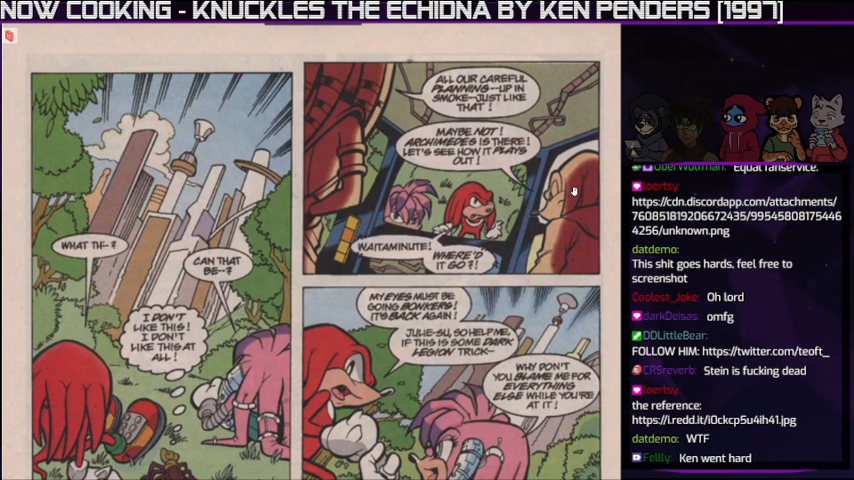 NOW COOKING - KNUCKLES THE ECHIDNA BY KEN PENDERS [1997]
WHAT TH-?
CAN THAT
BE--?
I DON'T
LIKE THIS!
I DON'T
LIKE THIS AT
ALL!
ALL OUR CAREFUL
PLANNING--UP IN
SMOKE--JUST LIKE
THAT!
MAYBE NOT!
ARCHIMEDES IS THERE!
LET'S SEE HOW IT PLAYS
OUT!
WAITAMINUTE!
WHERE'D
IT GO?!
MY EYES MUST BE
GOING BONKERS!
IT'S BACK AGAIN!
JULIE-SU, SO HELP ME,
IF THIS IS SOME DARK
LEGION TRICK--
WHY DON'T
YOU BLAME ME FOR
EVERYTHING
ELSE WHILE YOU'RE
AT IT!
UberWolfman: Equal fanservice.
loertsy:
https://cdn.discordapp.com/attachments/
760851819206672435/99545808175446
4256/unknown.png
datdemo:
This shit goes hards, feel free to
screenshot
Coolest_Joke: Oh lord
darkDeisas: omfg
DDLittleBear:
FOLLOW HIM: https://twitter.com/teoft_
CRSreverb: Stein is fucking dead
loertsy:
the reference:
https://i.redd.it/i0ckcp5u4ih41.jpg
datdemo: WTF
Fellly: Ken went hard